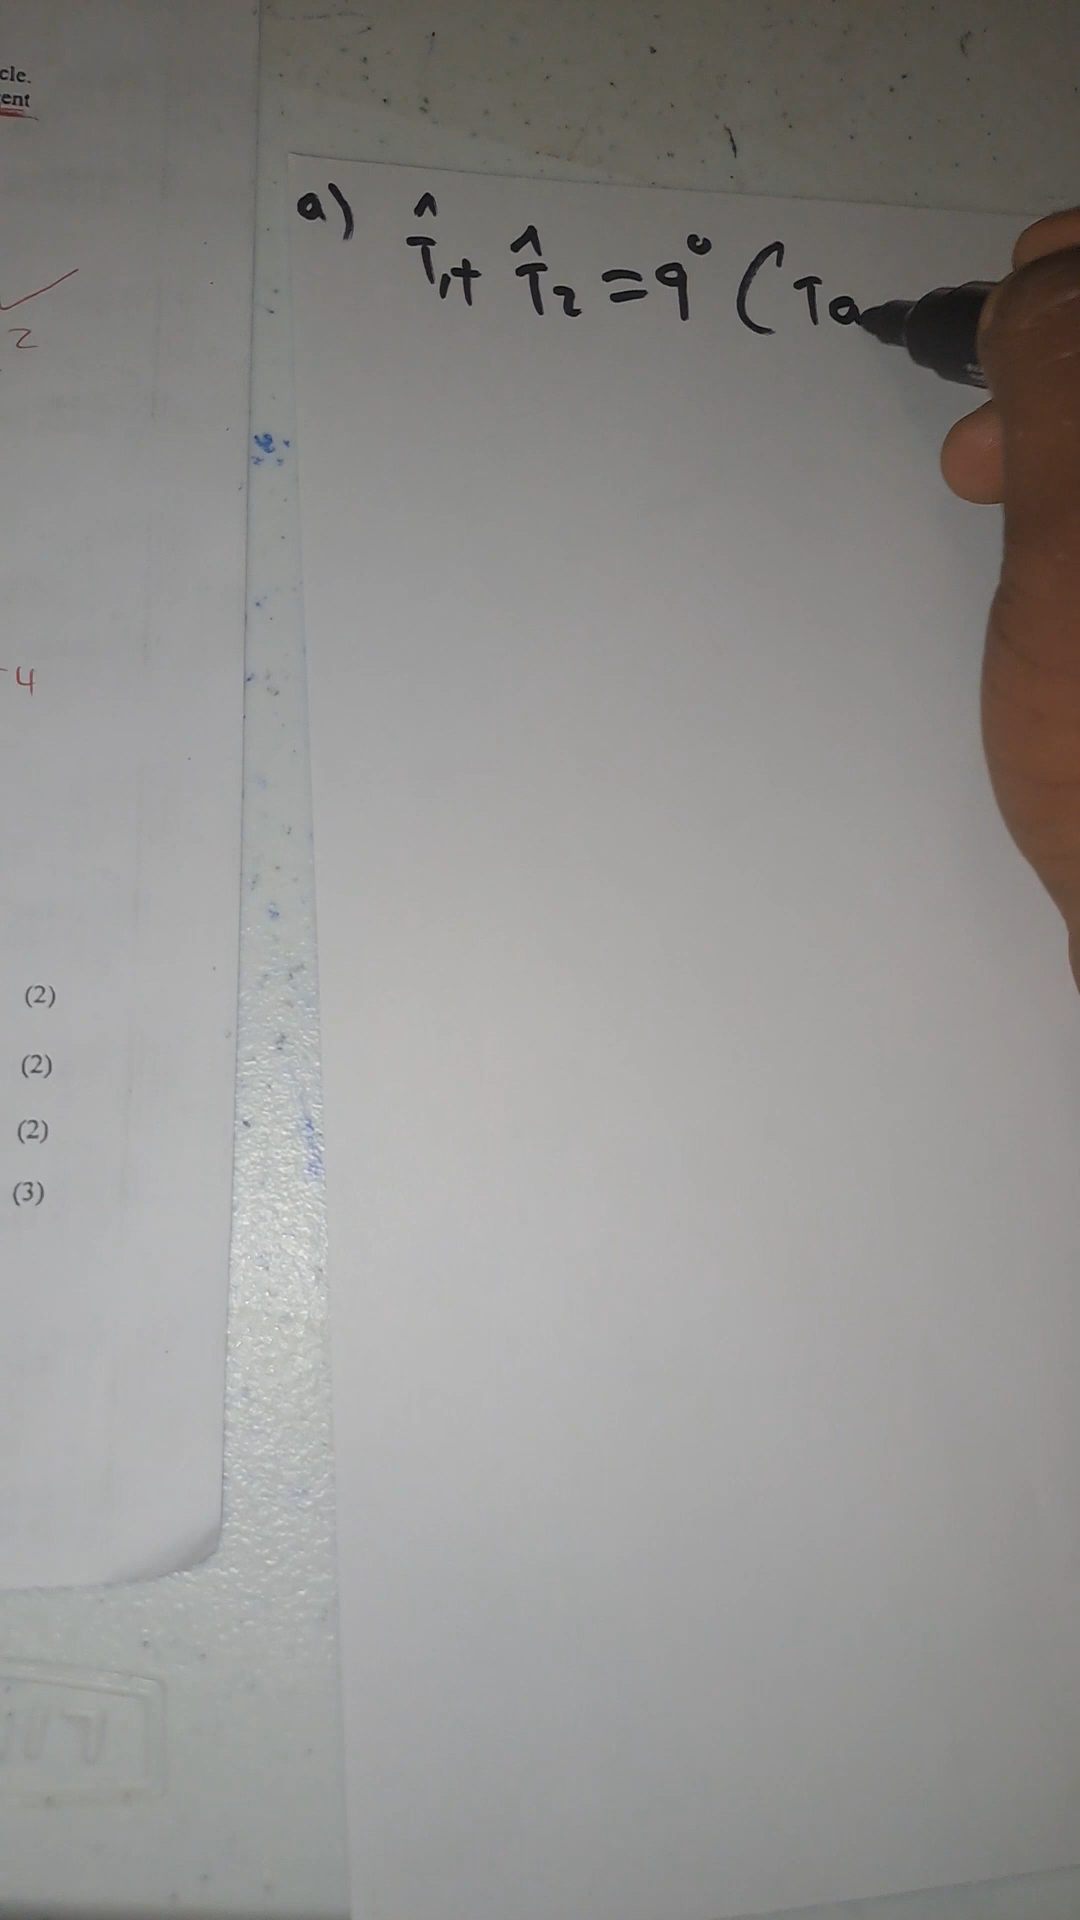 cle.
ent
a) T̂₁+ T̂₂ = 9° (Ta
2
4
(2)
(2)
(2)
(3)